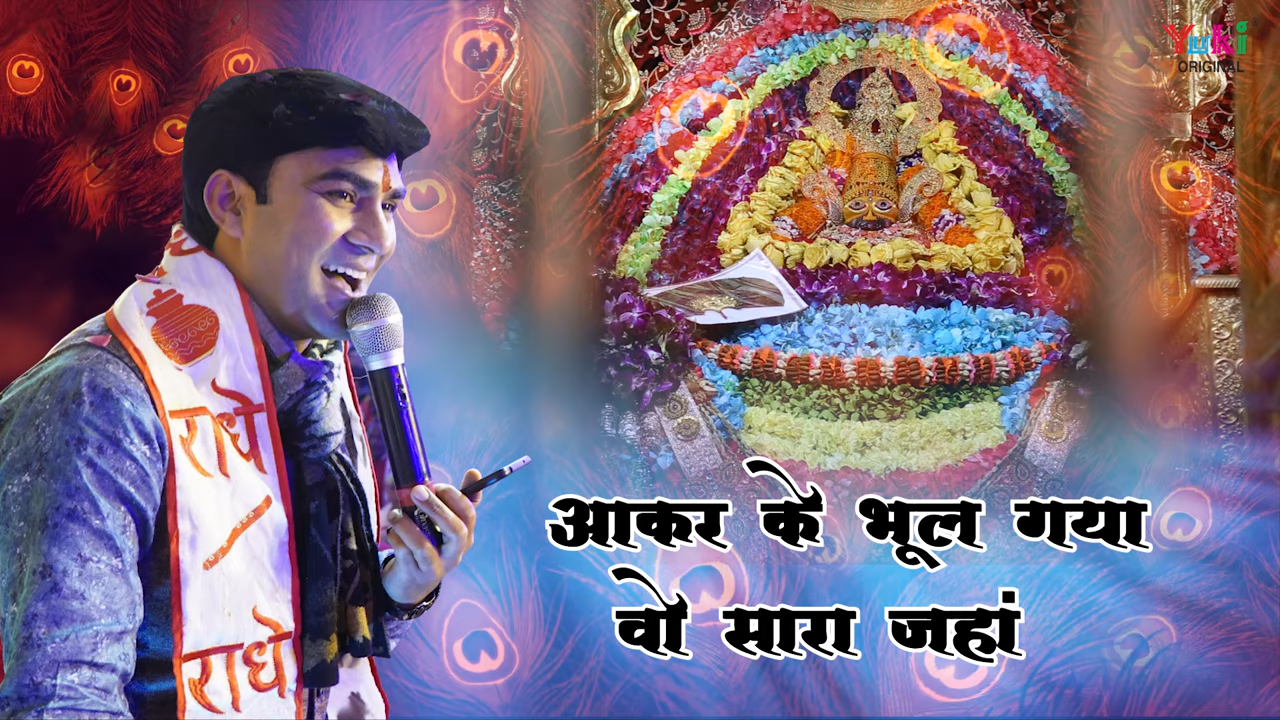 Yuki
ORIGINAL
राधे
राधे
आकर के भूल गया
वो सारा जहां